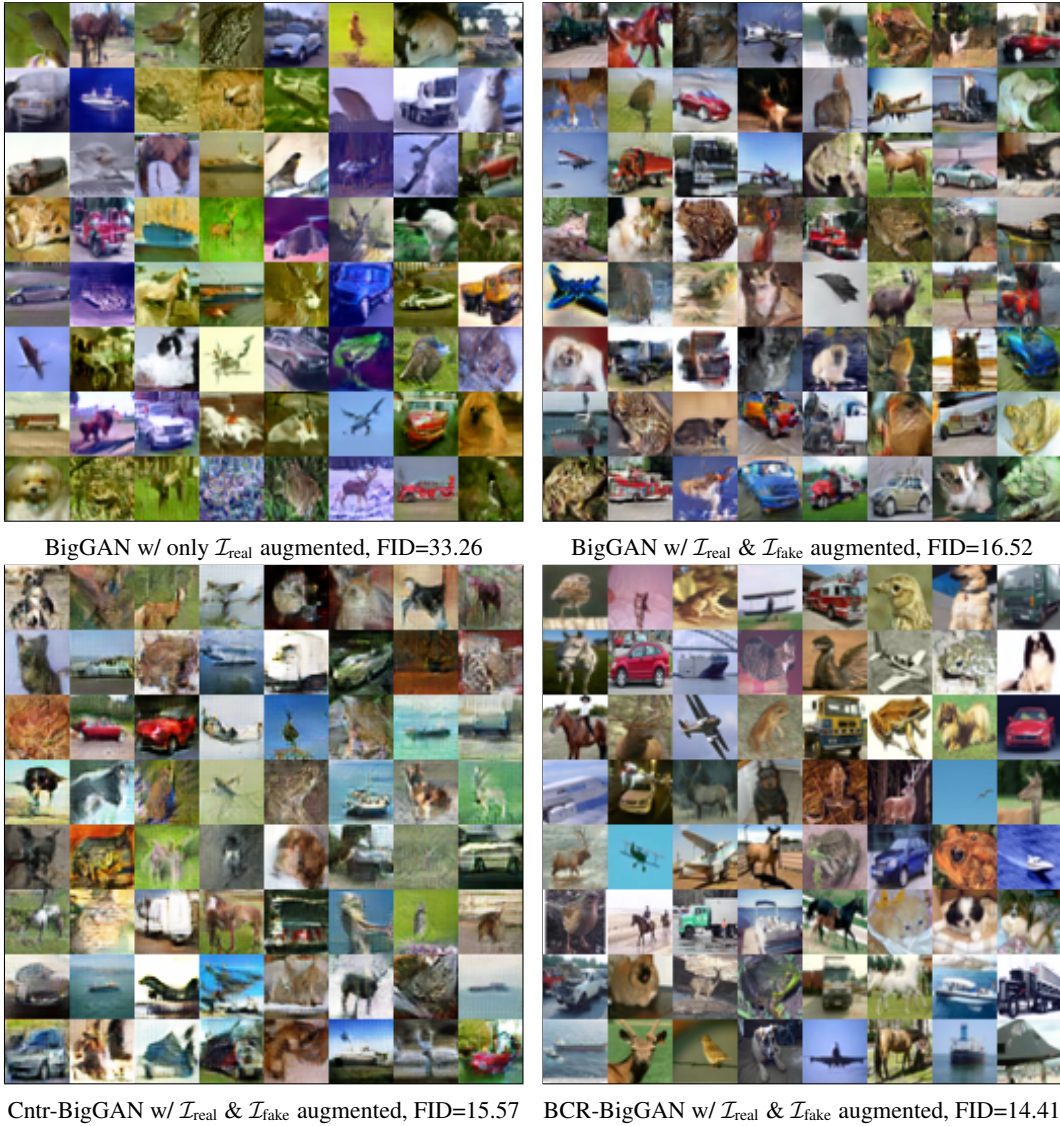 BigGAN w/ only ℐreal augmented, FID=33.26
BigGAN w/ ℐreal & ℐfake augmented, FID=16.52
Cntr-BigGAN w/ ℐreal & ℐfake augmented, FID=15.57
BCR-BigGAN w/ ℐreal & ℐfake augmented, FID=14.41